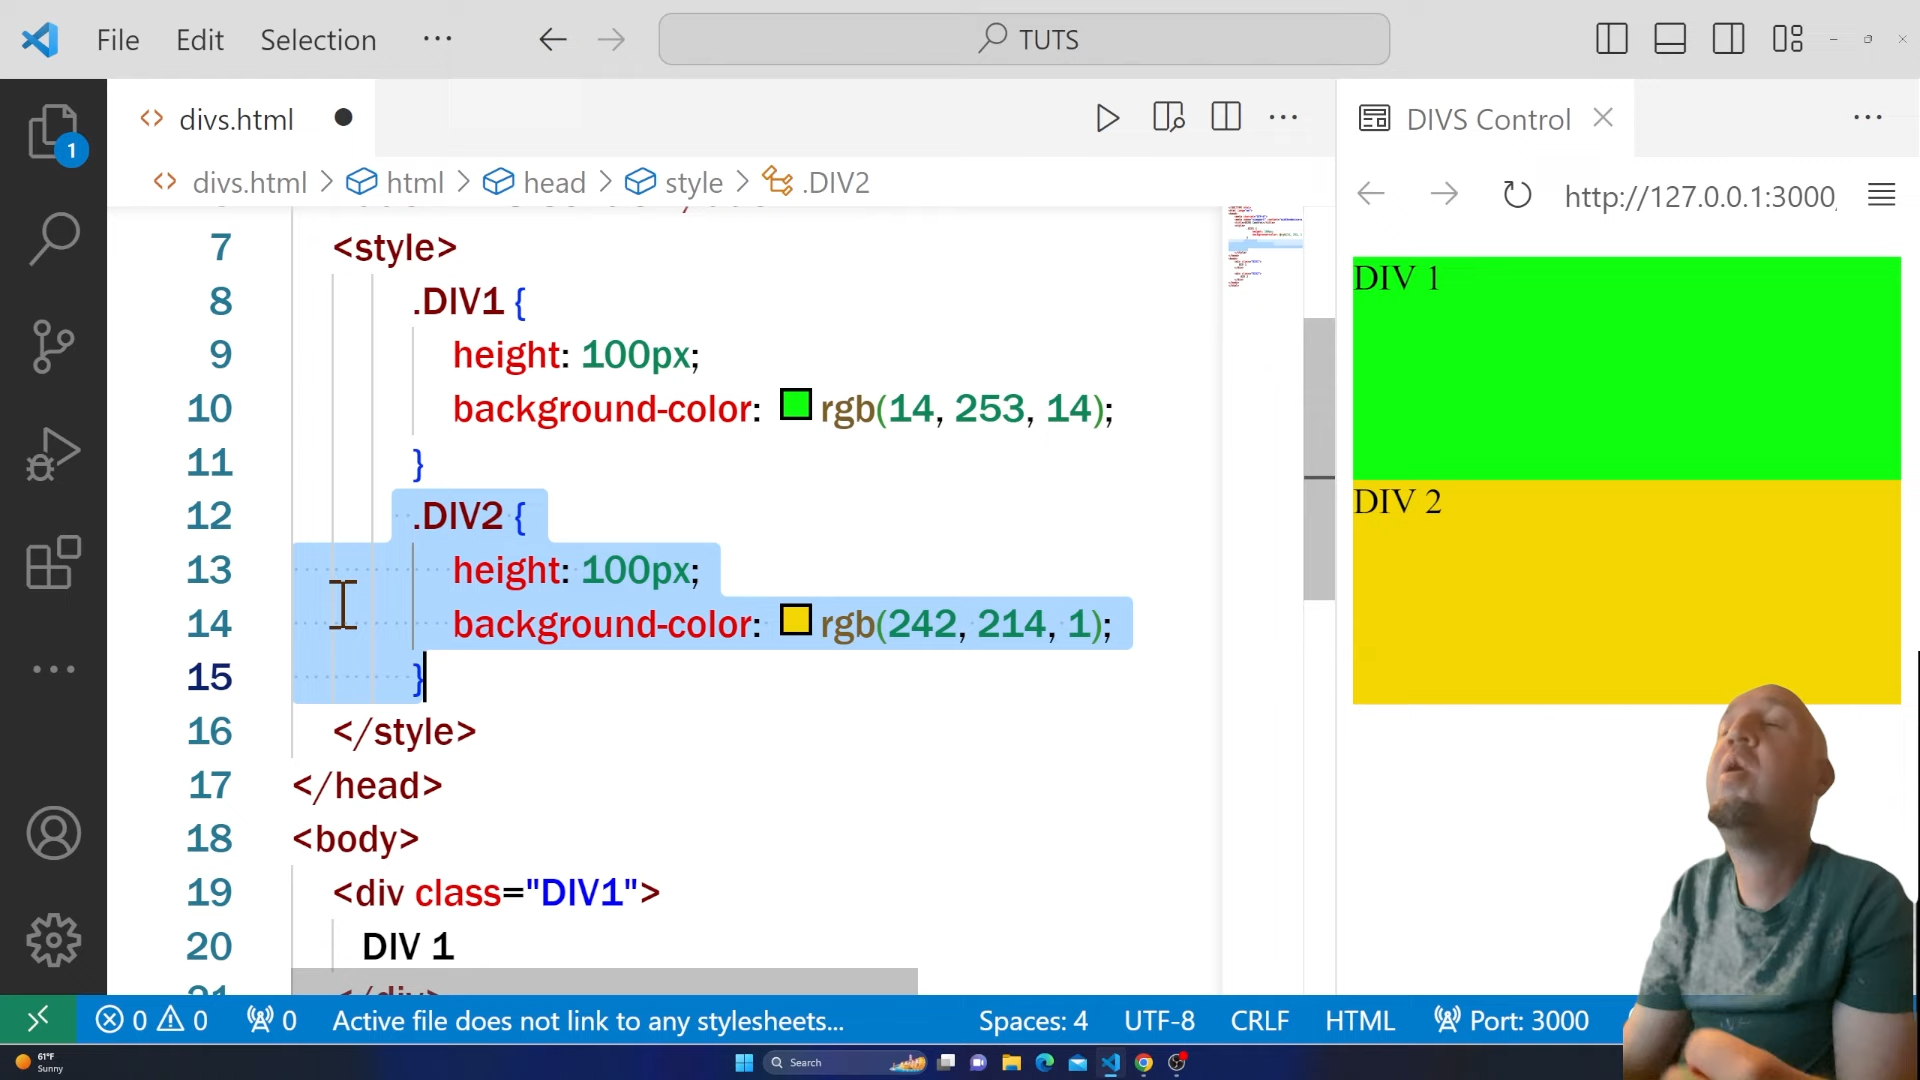 File Edit Selection ...
TUTS
divs.html
DIVS Control
divs.html > html > head > style > .DIV2
http://127.0.0.1:3000/
7 <style>
8 .DIV1 {
9 height: 100px;
10 background-color: rgb(14, 253, 14);
11 }
12 .DIV2 {
13 height: 100px;
14 background-color: rgb(242, 214, 1);
15 }
16 </style>
17 </head>
18 <body>
19 <div class="DIV1">
20 DIV 1
21 </div>
1
DIV 1
DIV 2
0 0 0 Active file does not link to any stylesheets... Spaces: 4 UTF-8 CRLF HTML Port: 3000
61°F
Sunny
Search